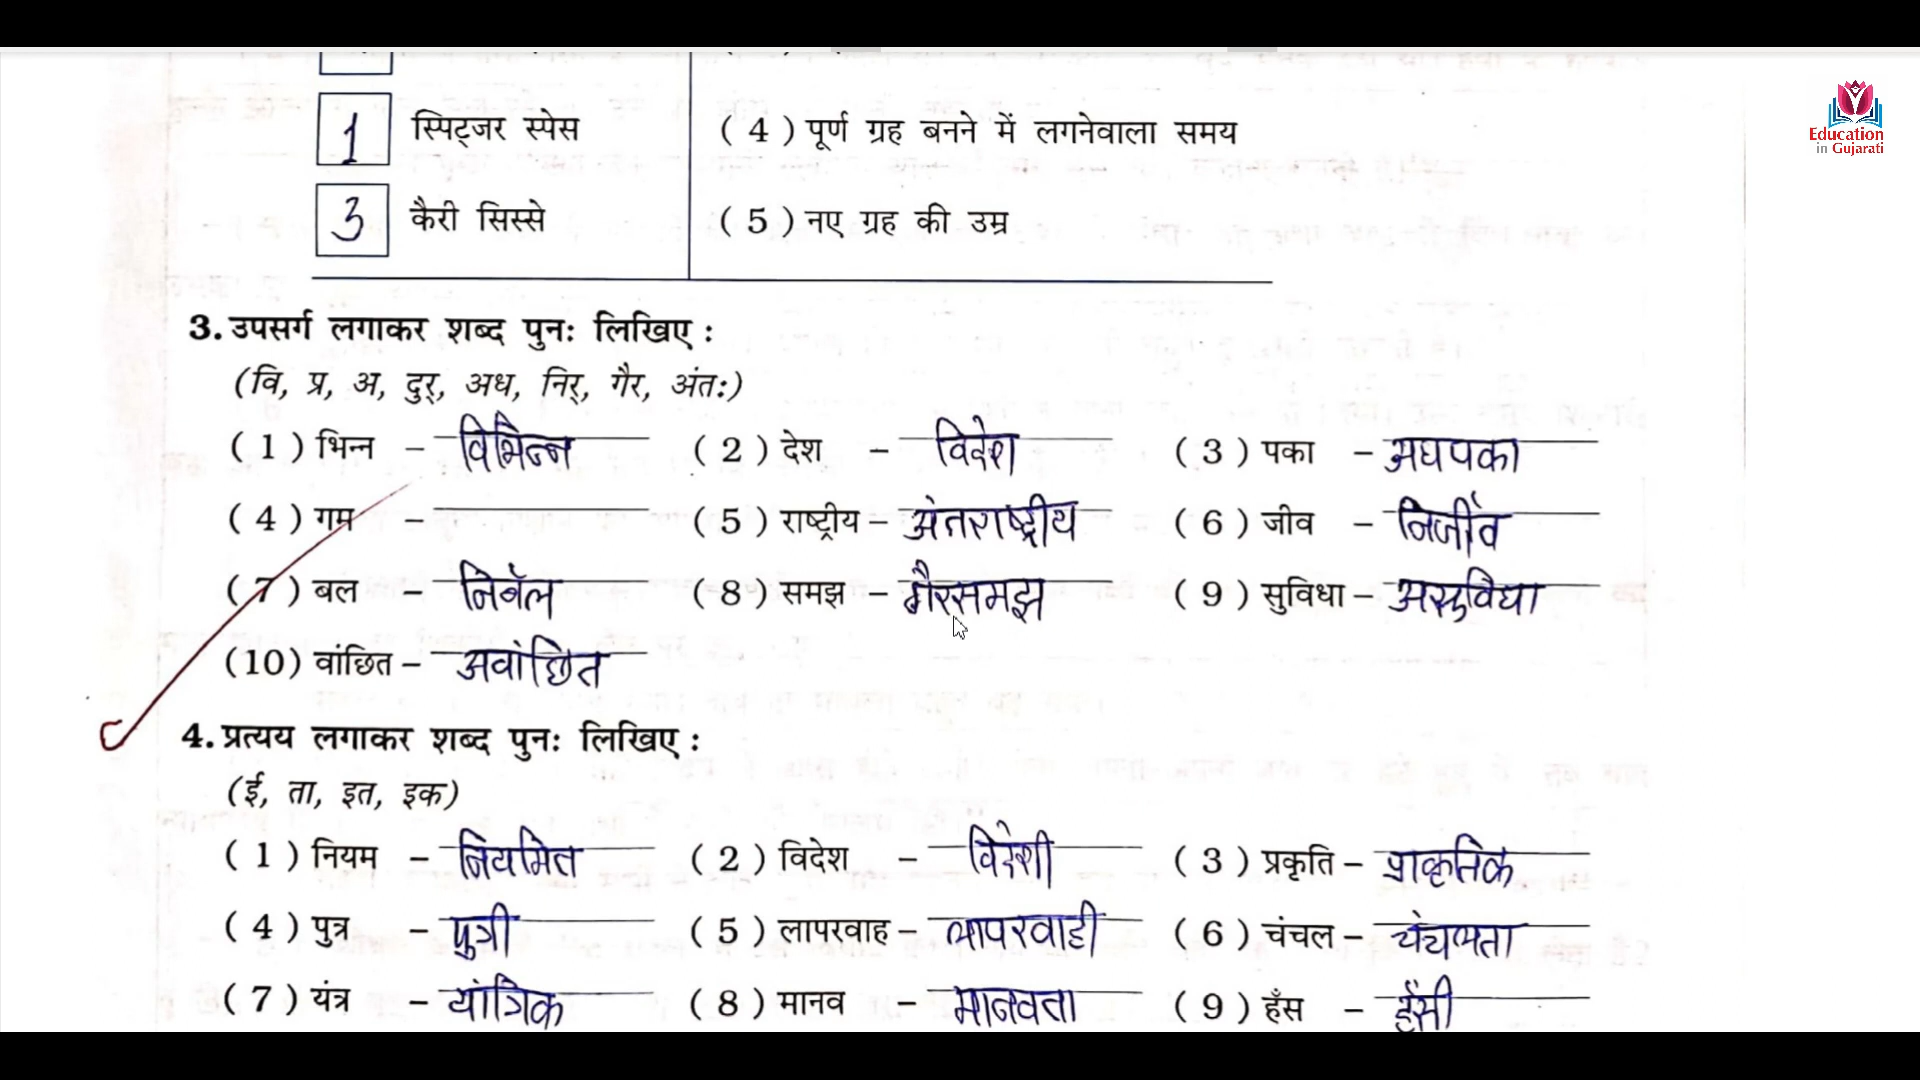 1 स्पिट्जर स्पेस (4) पूर्ण ग्रह बनने में लगनेवाला समय
3 कैरी सिस्से (5) नए ग्रह की उम्र
Education
in Gujarati
3. उपसर्ग लगाकर शब्द पुनः लिखिए :
(वि, प्र, अ, दुर्, अध, निर्, गैर, अंतः)
(1) भिन्न – विभिन्न (2) देश – विदेश (3) पका – अधपका
(4) गम – (5) राष्ट्रीय – अंतराष्ट्रीय (6) जीव – निर्जीव
(7) बल – निर्बल (8) समझ – गैरसमझ (9) सुविधा – असुविधा
(10) वांछित – अवांछित
4. प्रत्यय लगाकर शब्द पुनः लिखिए :
(ई, ता, इत, इक)
(1) नियम – नियमित (2) विदेश – विदेशी (3) प्रकृति – प्राकृतिक
(4) पुत्र – पुत्री (5) लापरवाह – लापरवाही (6) चंचल – चंचलता
(7) यंत्र – यांत्रिक (8) मानव – मानवता (9) हँस – हँसी